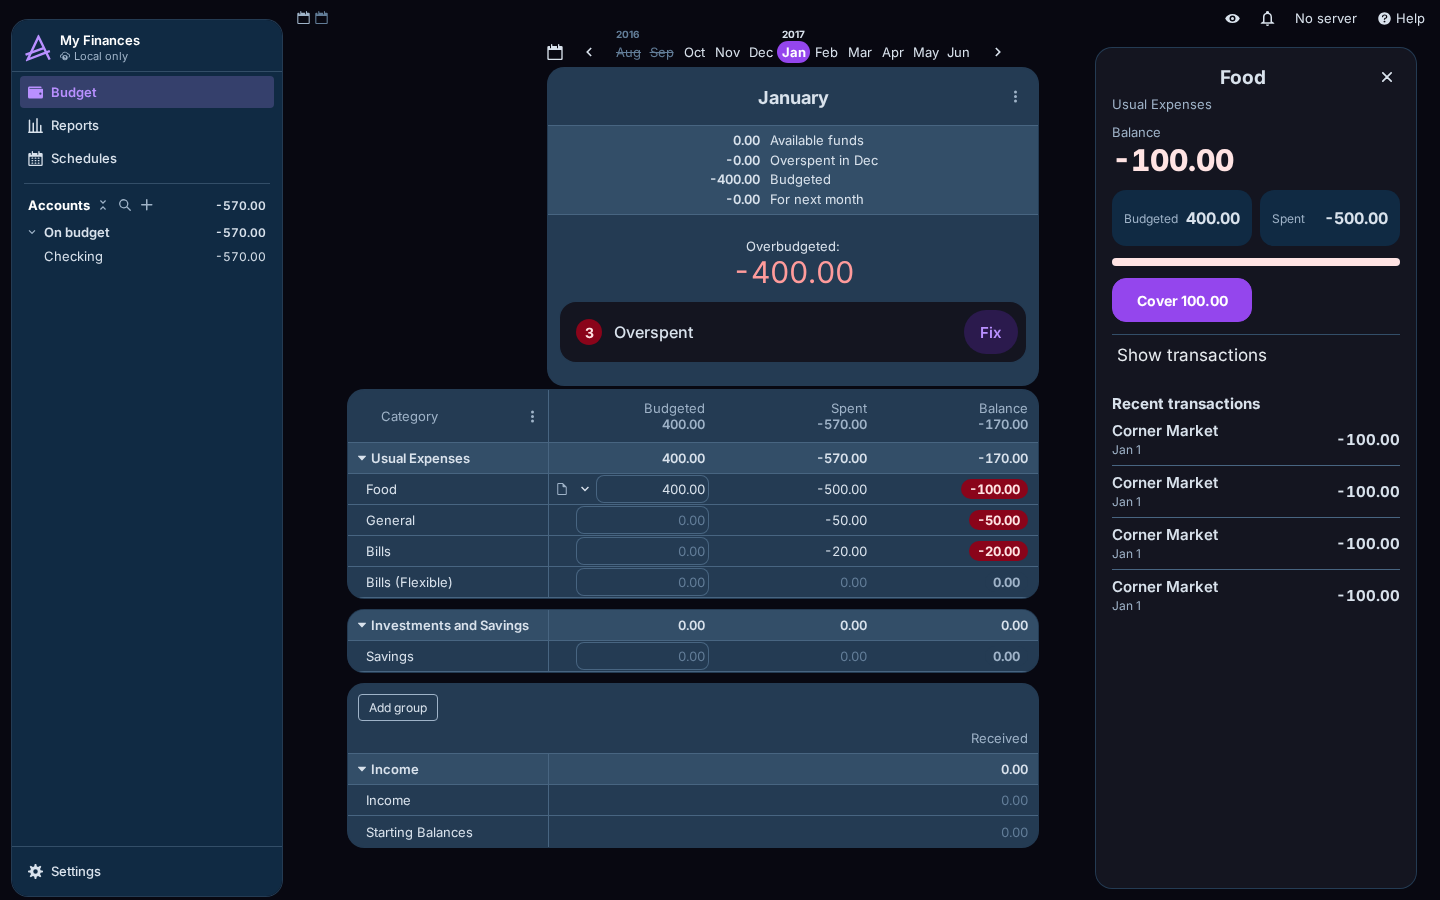 My Finances
Local only
Budget
Reports
Schedules
Accounts -570.00
On budget -570.00
Checking -570.00
Settings
No server
Help
2016 2017
Aug Sep Oct Nov Dec Jan Feb Mar Apr May Jun
January
0.00 Available funds
-0.00 Overspent in Dec
-400.00 Budgeted
-0.00 For next month
Overbudgeted:
-400.00
3 Overspent Fix
Category Budgeted Spent Balance
400.00 -570.00 -170.00
Usual Expenses 400.00 -570.00 -170.00
Food 400.00 -500.00 -100.00
General 0.00 -50.00 -50.00
Bills 0.00 -20.00 -20.00
Bills (Flexible) 0.00 0.00 0.00
Investments and Savings 0.00 0.00 0.00
Savings 0.00 0.00 0.00
Add group
Received
Income 0.00
Income 0.00
Starting Balances 0.00
Food
Usual Expenses
Balance
-100.00
Budgeted 400.00 Spent -500.00
Cover 100.00
Show transactions
Recent transactions
Corner Market -100.00
Jan 1
Corner Market -100.00
Jan 1
Corner Market -100.00
Jan 1
Corner Market -100.00
Jan 1